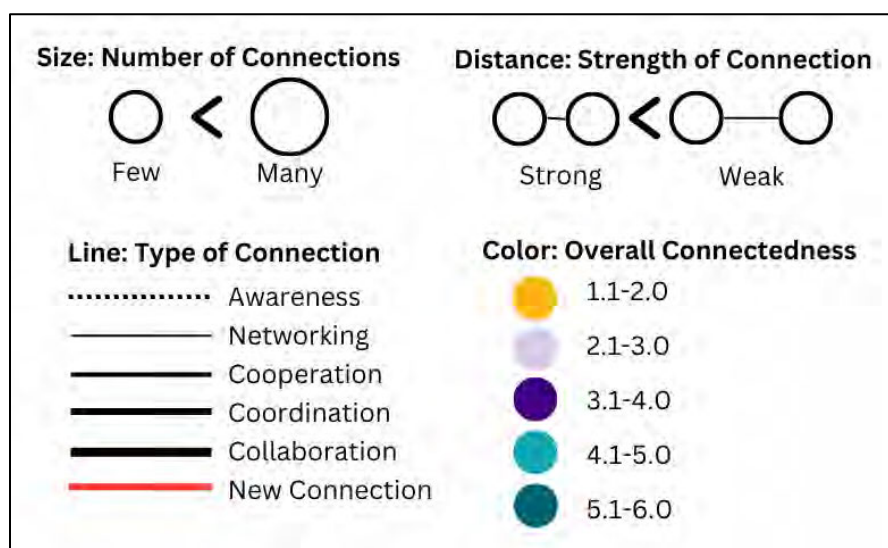 Size: Number of Connections
Few
Many
Distance: Strength of Connection
Strong
Weak
Line: Type of Connection
Awareness
Networking
Cooperation
Coordination
Collaboration
New Connection
Color: Overall Connectedness
1.1-2.0
2.1-3.0
3.1-4.0
4.1-5.0
5.1-6.0